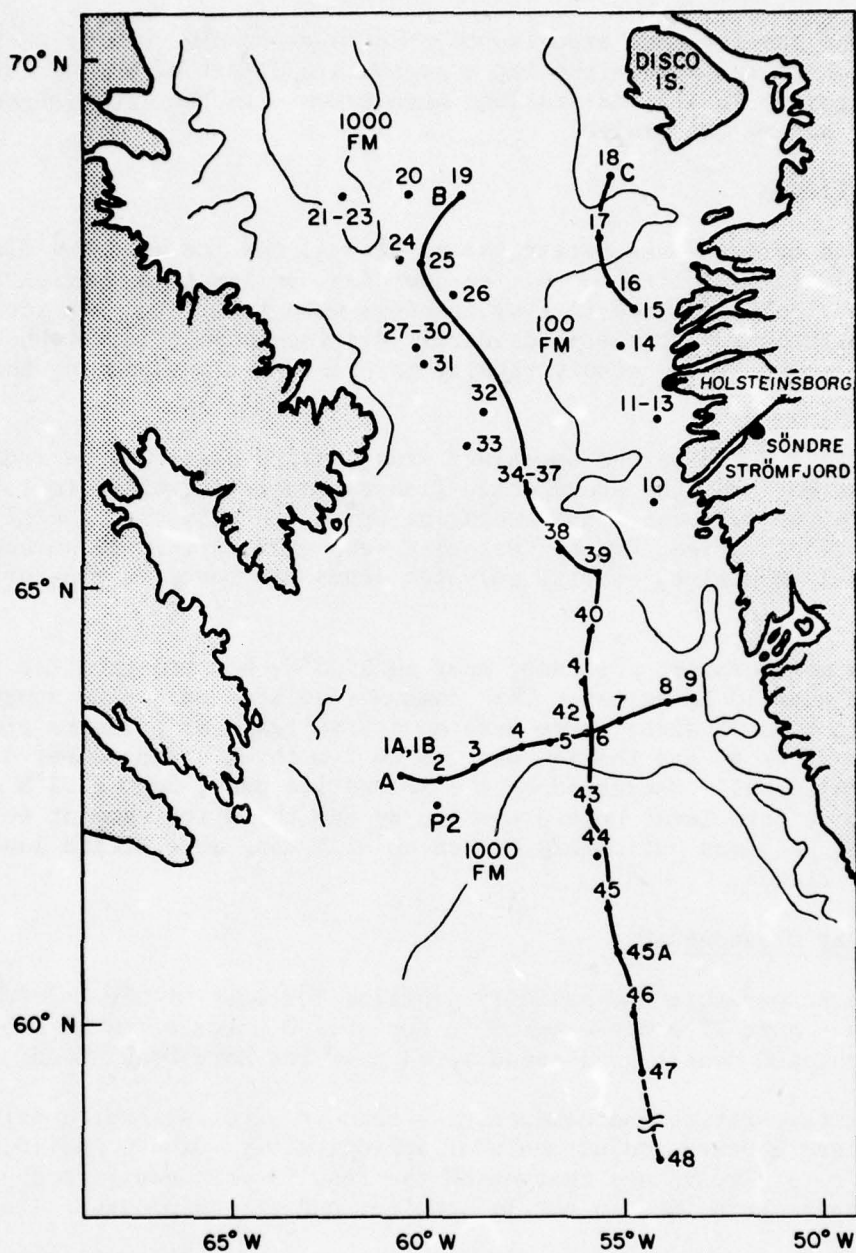 70° N
DISCO
IS.
1000
FM
18
C
20
19
B
21-23
17
24
25
16
26
15
100
FM
27-30
14
31
HOLSTEINSBORG
32
11-13
33
SÖNDRE
STRÖMFJORD
34-37
10
38
39
65° N
40
41
8
9
42
7
1A, 1B
4
5
6
3
2
A
43
P2
44
1000
FM
45
45A
46
60° N
47
48
65° W
60° W
55° W
50° W